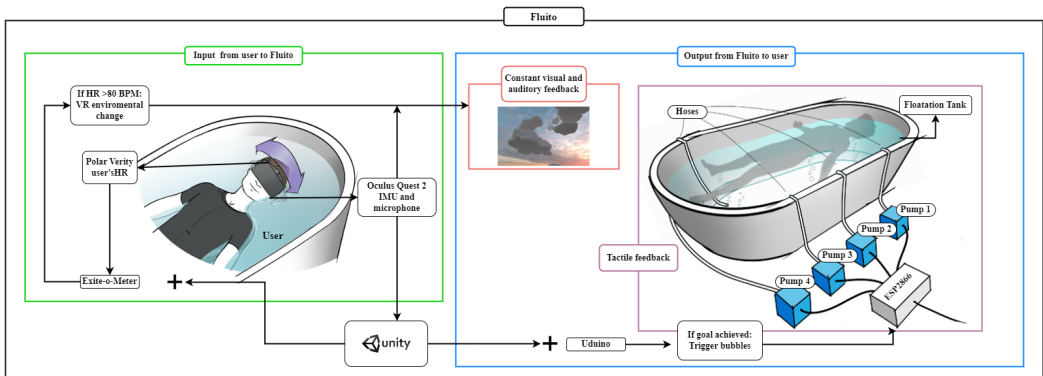 Fluito
Input from user to Fluito
If HR >80 BPM:
VR enviromental
change
Polar Verity
user'sHR
Exite-o-Meter
Oculus Quest 2
IMU and
microphone
User
unity
Output from Fluito to user
Constant visual and
auditory feedback
Hoses
Floatation Tank
Pump 1
Pump 2
Pump 3
Pump 4
Tactile feedback
ESP2866
Uduino
If goal achieved:
Trigger bubbles